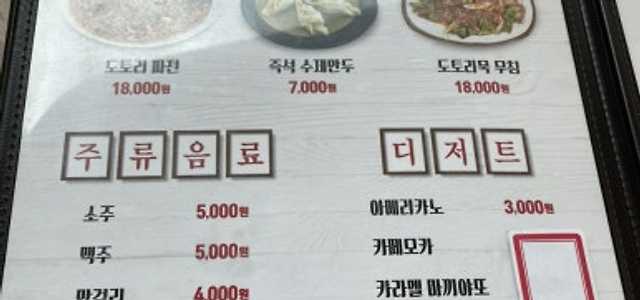 도토리 파전 즉석 수제만두 도토리묵 무침
18,000원 7,000원 18,000원
주류음료 디저트
소주 5,000원 아메리카노 3,000원
맥주 5,000원 카페모카
막걸리 4,000원 카라멜 마끼야또